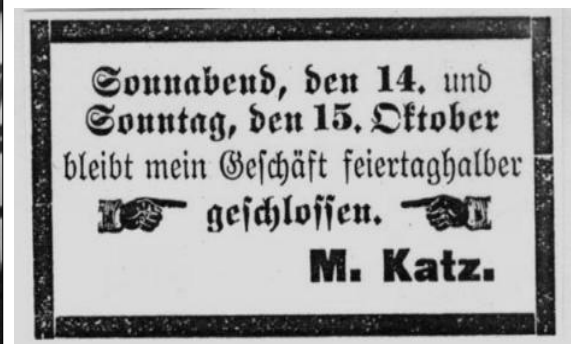 Sonnabend, den 14. und
Sonntag, den 15. Oktober
bleibt mein Geschäft feiertaghalber
geschlossen.
M. Katz.